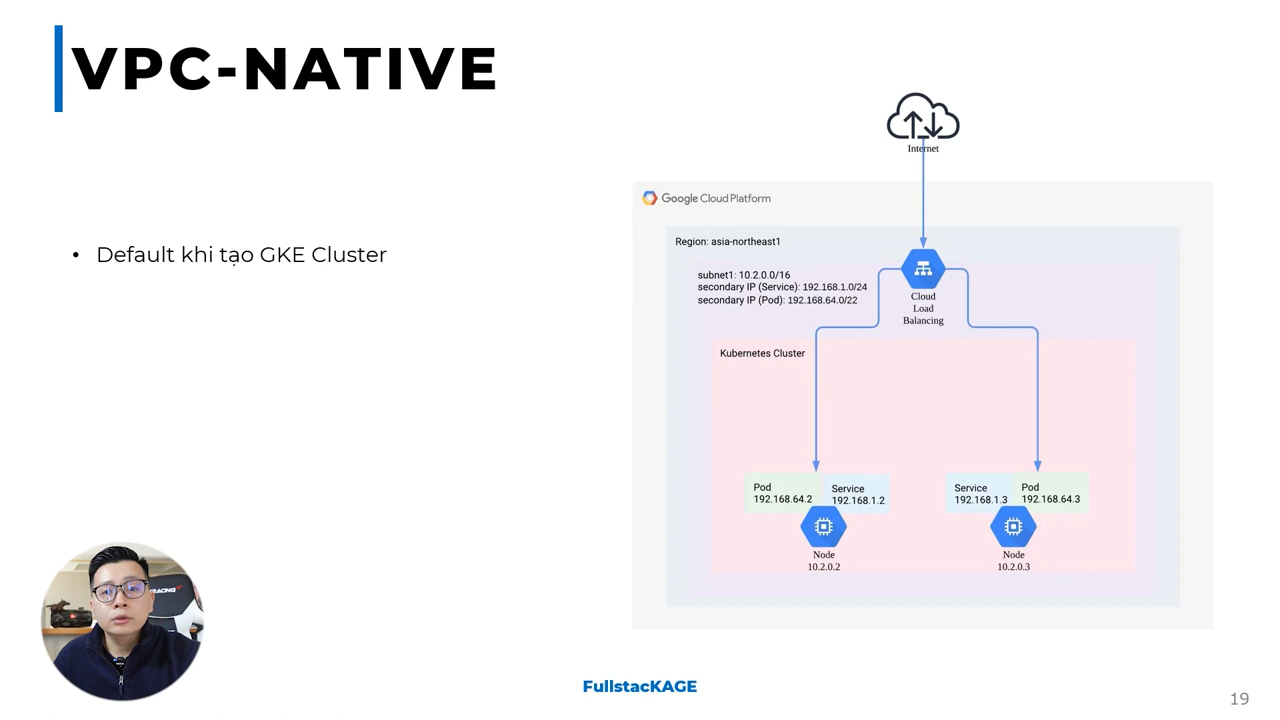 VPC-NATIVE
• Default khi tạo GKE Cluster
Internet
Google Cloud Platform
Region: asia-northeast1
subnet1: 10.2.0.0/16
secondary IP (Service): 192.168.1.0/24
secondary IP (Pod): 192.168.64.0/22
Cloud
Load
Balancing
Kubernetes Cluster
Pod
192.168.64.2
Service
192.168.1.2
Service
192.168.1.3
Pod
192.168.64.3
Node
10.2.0.2
Node
10.2.0.3
FullstacKAGE
19